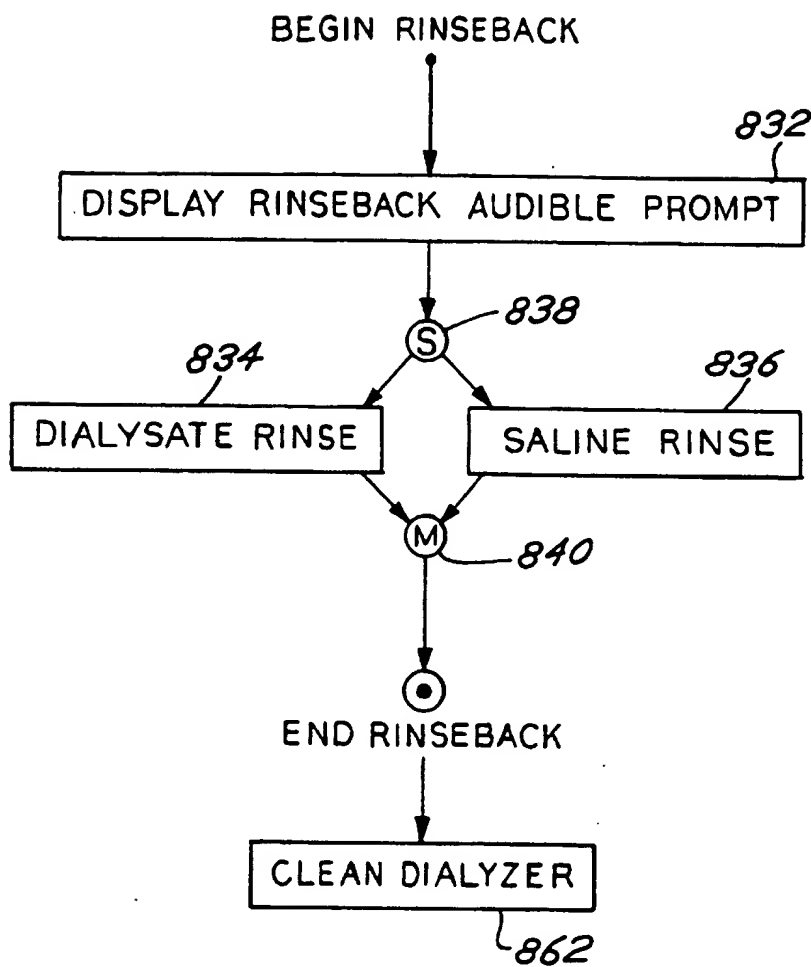 BEGIN RINSEBACK
832
DISPLAY RINSEBACK AUDIBLE PROMPT
S
838
834
836
DIALYSATE RINSE
SALINE RINSE
M
840
END RINSEBACK
CLEAN DIALYZER
862